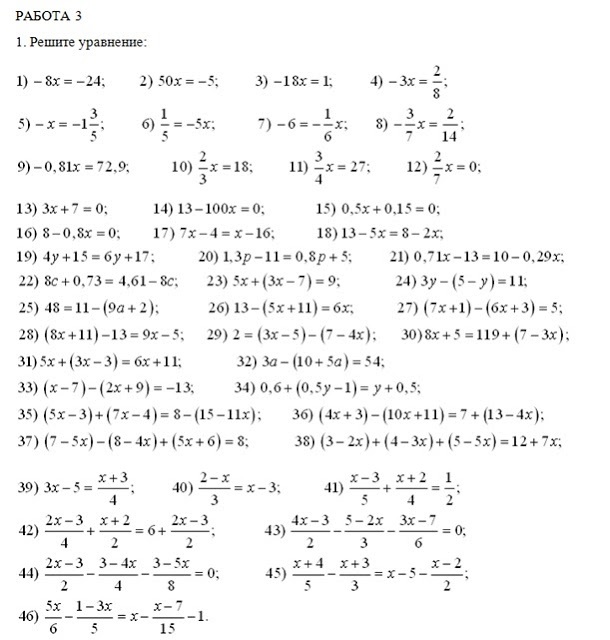 РАБОТА 3
1. Решите уравнение:
1) −8x = −24; 2) 50x = −5; 3) −18x = 1; 4) −3x = 2/8;
5) −x = −1 3/5; 6) 1/5 = −5x; 7) −6 = −1/6 x; 8) −3/7 x = 2/14;
9) −0,81x = 72,9; 10) 2/3 x = 18; 11) 3/4 x = 27; 12) 2/7 x = 0;
13) 3x + 7 = 0; 14) 13 − 100x = 0; 15) 0,5x + 0,15 = 0;
16) 8 − 0,8x = 0; 17) 7x − 4 = x − 16; 18) 13 − 5x = 8 − 2x;
19) 4y + 15 = 6y + 17; 20) 1,3p − 11 = 0,8p + 5; 21) 0,71x − 13 = 10 − 0,29x;
22) 8c + 0,73 = 4,61 − 8c; 23) 5x + (3x − 7) = 9; 24) 3y − (5 − y) = 11;
25) 48 = 11 − (9a + 2); 26) 13 − (5x + 11) = 6x; 27) (7x + 1) − (6x + 3) = 5;
28) (8x + 11) − 13 = 9x − 5; 29) 2 = (3x − 5) − (7 − 4x); 30) 8x + 5 = 119 + (7 − 3x);
31) 5x + (3x − 3) = 6x + 11; 32) 3a − (10 + 5a) = 54;
33) (x − 7) − (2x + 9) = −13; 34) 0,6 + (0,5y − 1) = y + 0,5;
35) (5x − 3) + (7x − 4) = 8 − (15 − 11x); 36) (4x + 3) − (10x + 11) = 7 + (13 − 4x);
37) (7 − 5x) − (8 − 4x) + (5x + 6) = 8; 38) (3 − 2x) + (4 − 3x) + (5 − 5x) = 12 + 7x;
39) 3x − 5 = (x + 3)/4; 40) (2 − x)/3 = x − 3; 41) (x − 3)/5 + (x + 2)/4 = 1/2;
42) (2x − 3)/4 + (x + 2)/2 = 6 + (2x − 3)/2; 43) (4x − 3)/2 − (5 − 2x)/3 − (3x − 7)/6 = 0;
44) (2x − 3)/2 − (3 − 4x)/4 − (3 − 5x)/8 = 0; 45) (x + 4)/5 − (x + 3)/3 = x − 5 − (x − 2)/2;
46) 5x/6 − (1 − 3x)/5 = x − (x − 7)/15 − 1.